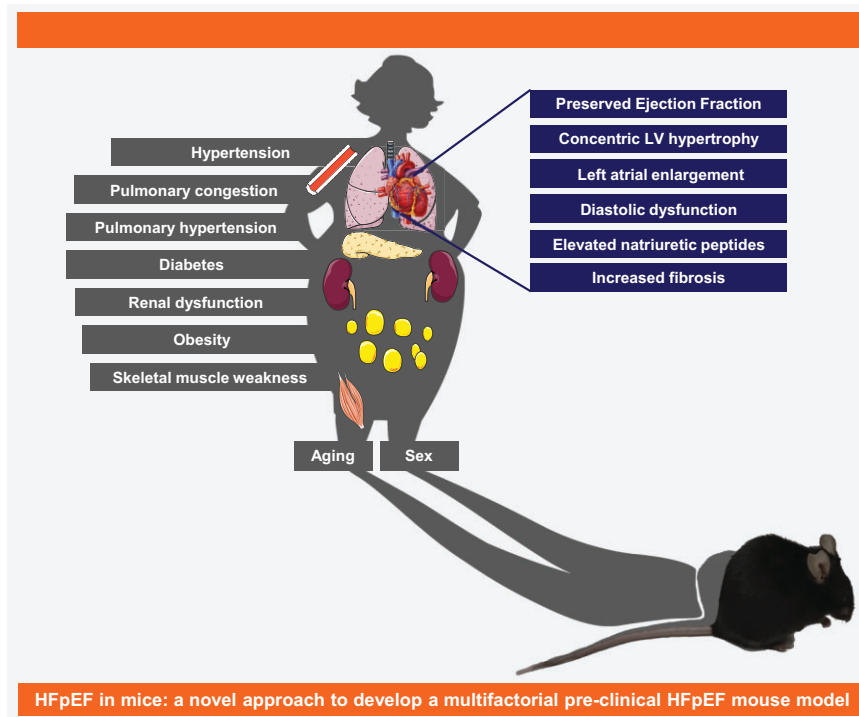 Hypertension
Pulmonary congestion
Pulmonary hypertension
Diabetes
Renal dysfunction
Obesity
Skeletal muscle weakness
Preserved Ejection Fraction
Concentric LV hypertrophy
Left atrial enlargement
Diastolic dysfunction
Elevated natriuretic peptides
Increased fibrosis
Aging
Sex
HFpEF in mice: a novel approach to develop a multifactorial pre-clinical HFpEF mouse model